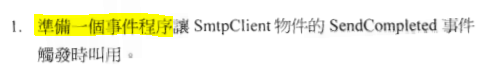 1. 準備一個事件程序讓 SmtpClient 物件的 SendCompleted 事件
觸發時叫用。